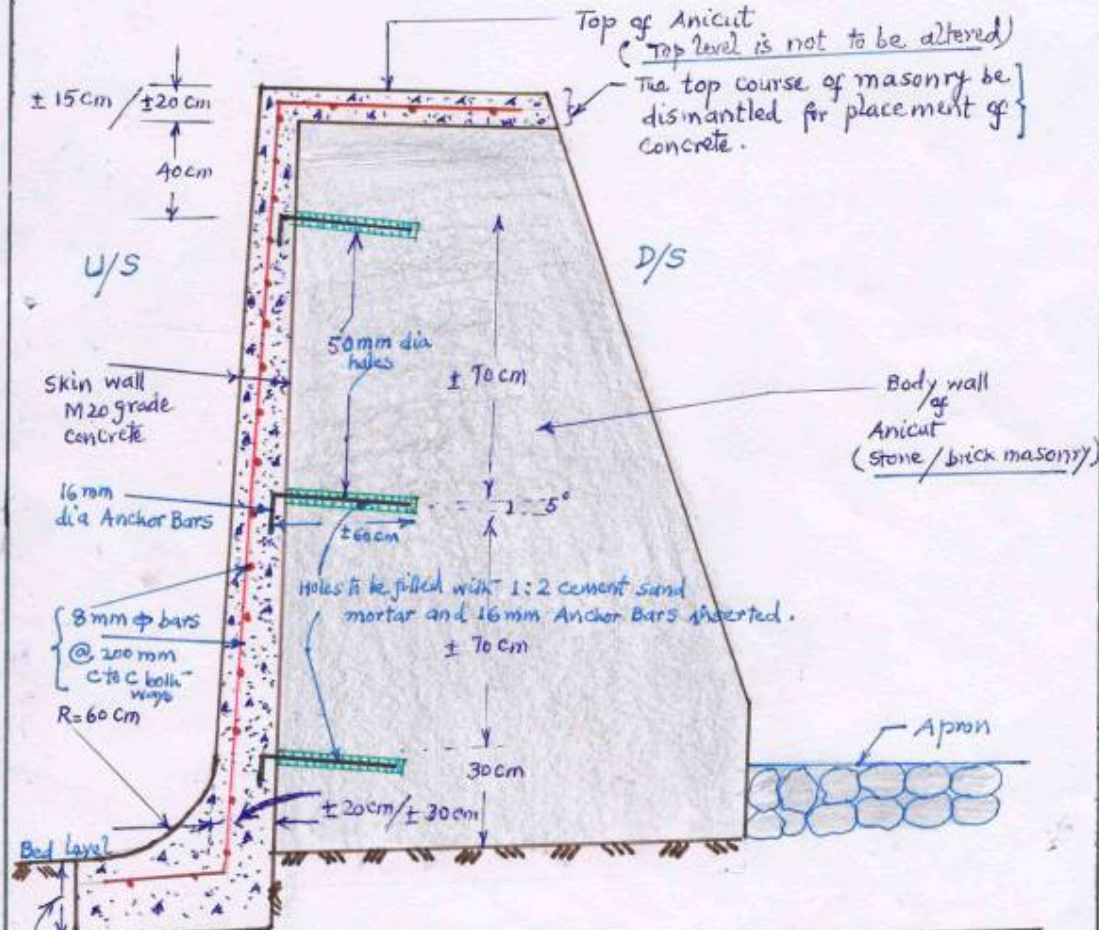 Top of Anicut
(Top level is not to be altered)
The top course of masonry be
dismantled for placement of
concrete.
± 15 cm / ±20 cm
40cm
U/S
D/S
50mm dia
holes
± 70 cm
Skin wall
M20 grade
concrete
Body wall
of
Anicut
(stone / brick masonry)
16 mm
dia Anchor Bars
5°
±60cm
Holes to be filled with 1:2 cement sand
mortar and 16mm Anchor Bars inserted.
8mm φ bars
@ 200 mm
C to C both
ways
± 70 cm
R=60 cm
Apron
30cm
± 20cm / ± 30cm
Bed Level